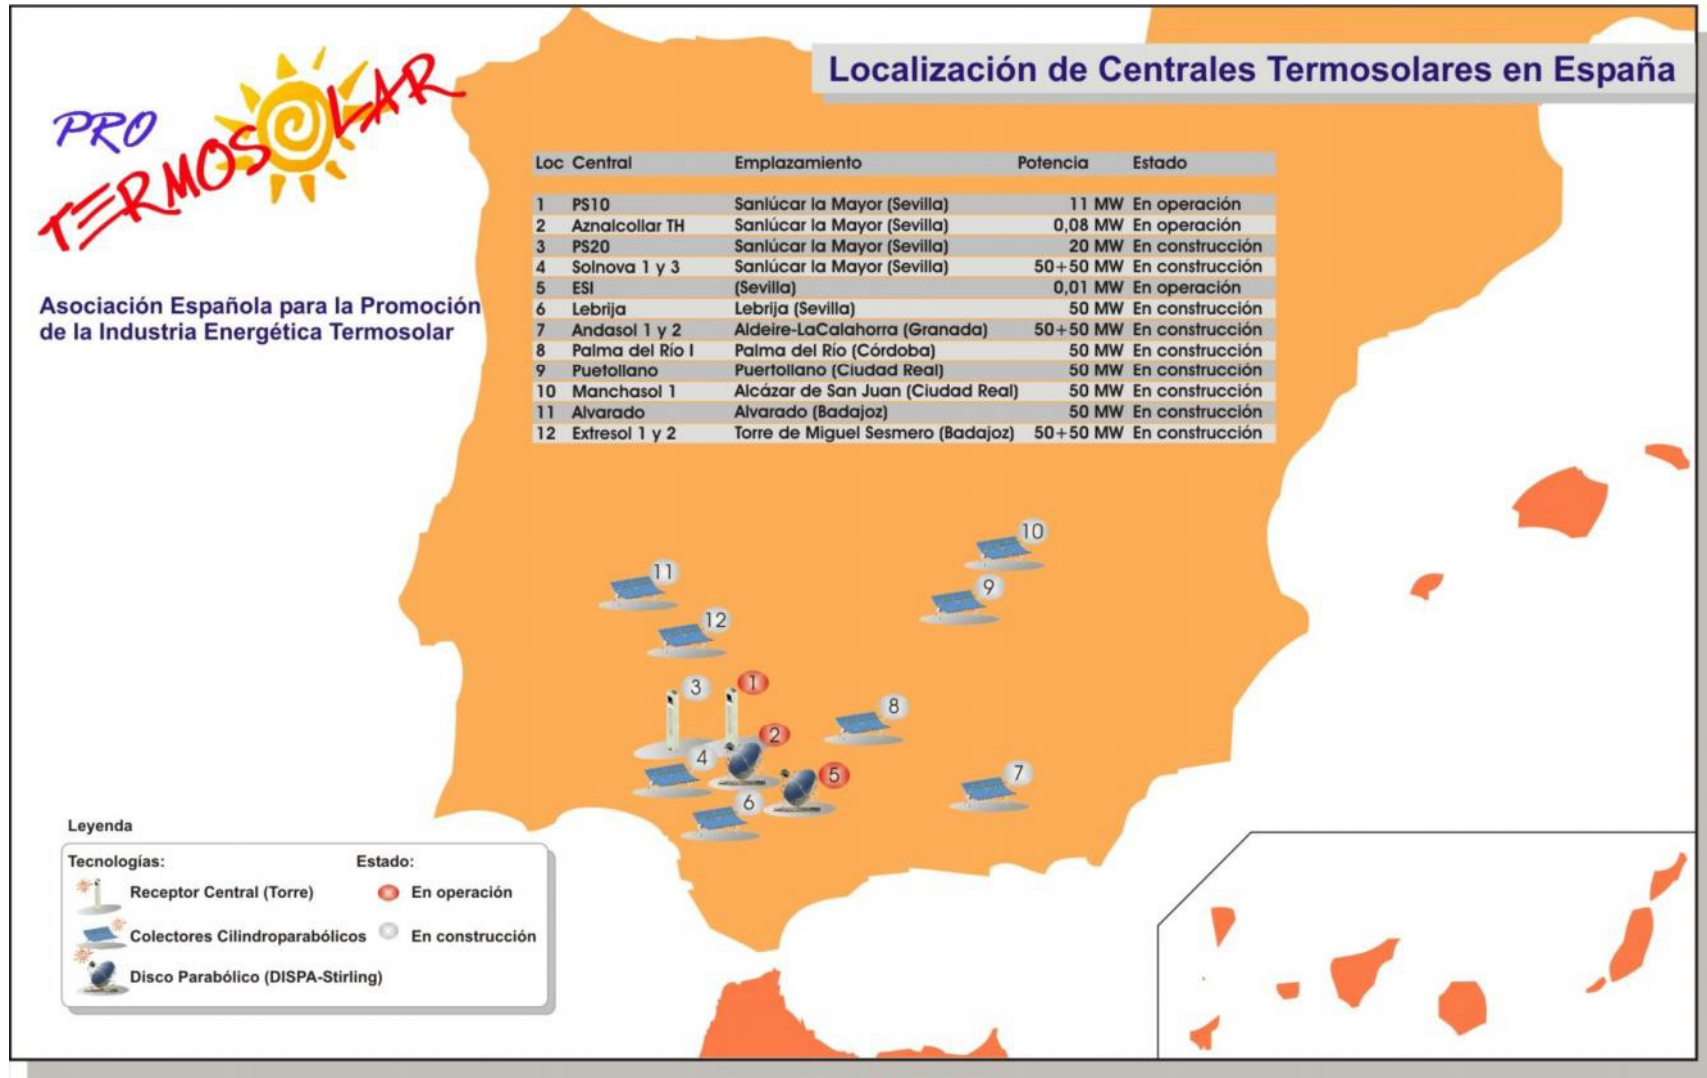 PRO
TERMOSOLAR
Localización de Centrales Termosolares en España
Asociación Española para la Promoción
de la Industria Energética Termosolar
Loc Central Emplazamiento Potencia Estado
1 PS10 Sanlúcar la Mayor (Sevilla) 11 MW En operación
2 Aznalcollar TH Sanlúcar la Mayor (Sevilla) 0,08 MW En operación
3 PS20 Sanlúcar la Mayor (Sevilla) 20 MW En construcción
4 Solnova 1 y 3 Sanlúcar la Mayor (Sevilla) 50+50 MW En construcción
5 ESI (Sevilla) 0,01 MW En operación
6 Lebrija Lebrija (Sevilla) 50 MW En construcción
7 Andasol 1 y 2 Aldeire-LaCalahorra (Granada) 50+50 MW En construcción
8 Palma del Río I Palma del Río (Córdoba) 50 MW En construcción
9 Puetollano Puertollano (Ciudad Real) 50 MW En construcción
10 Manchasol 1 Alcázar de San Juan (Ciudad Real) 50 MW En construcción
11 Alvarado Alvarado (Badajoz) 50 MW En construcción
12 Extresol 1 y 2 Torre de Miguel Sesmero (Badajoz) 50+50 MW En construcción
10
11
9
12
3
1
8
2
4
5
7
6
Leyenda
Tecnologías: Estado:
Receptor Central (Torre) En operación
Colectores Cilindroparabólicos En construcción
Disco Parabólico (DISPA-Stirling)